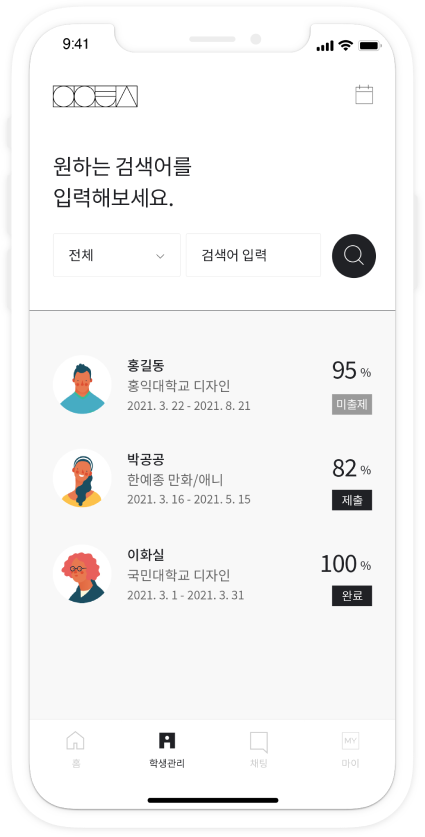 9:41
원하는 검색어를
입력해보세요.
전체
검색어 입력
홍길동
홍익대학교 디자인
2021. 3. 22 - 2021. 8. 21
95 %
미출제
박공공
한예종 만화/애니
2021. 3. 16 - 2021. 5. 15
82 %
제출
이화실
국민대학교 디자인
2021. 3. 1 - 2021. 3. 31
100 %
완료
홈
학생관리
채팅
MY
마이